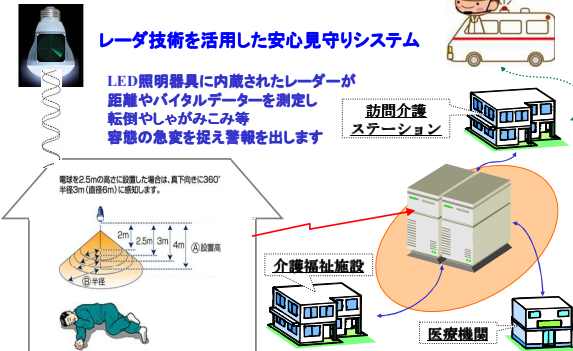 レーダ技術を活用した安心見守りシステム
LED照明器具に内蔵されたレーダーが
距離やバイタルデーターを測定し
転倒やしゃがみこみ等
容態の急変を捉え警報を出します
訪問介護
ステーション
電球を2.5mの高さに設置した場合は、真下向きに360°
半径3m(直径6m)に感知します。
2m
2.5m
3m
4m
Ⓐ設置高
Ⓑ半径
介護福祉施設
医療機関